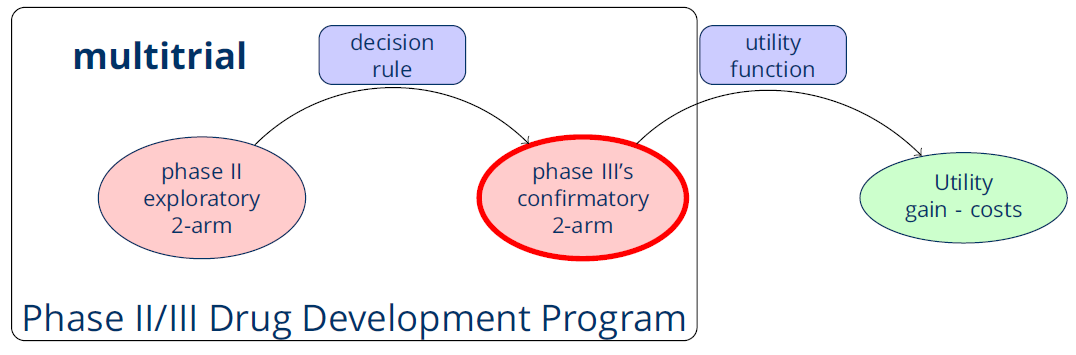 multitrial
decision
rule
utility
function
phase II
exploratory
2-arm
phase III’s
confirmatory
2-arm
Utility
gain - costs
Phase II/III Drug Development Program